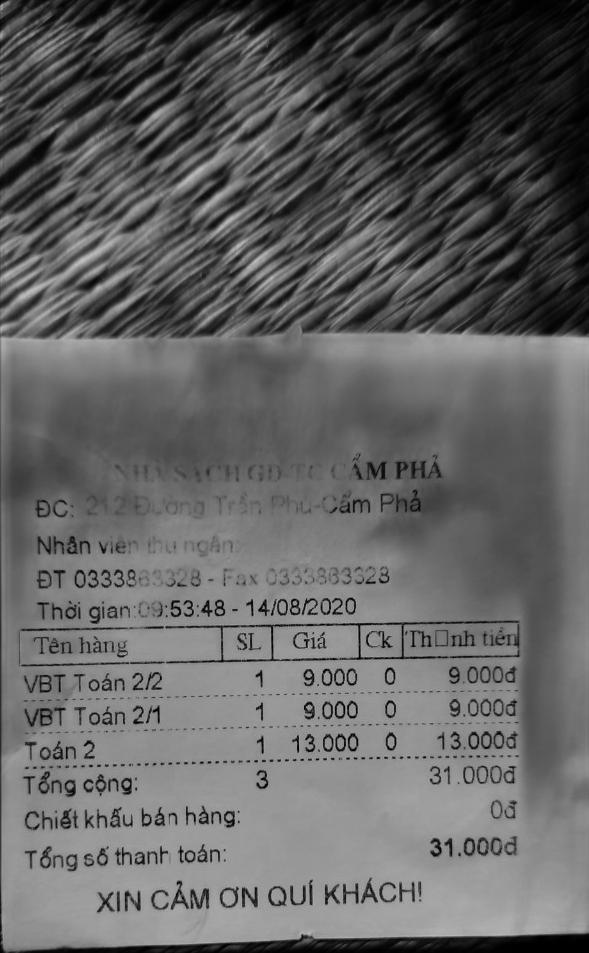 NHÀ SÁCH GD-TC CẨM PHẢ
ĐC: 212 Đường Trần Phú-Cẩm Phả
Nhân viên thu ngân:
ĐT 0333863328 - Fax 0333863328
Thời gian:09:53:48 - 14/08/2020
Tên hàng SL Giá Ck Th□nh tiền
VBT Toán 2/2 1 9.000 0 9.000đ
VBT Toán 2/1 1 9.000 0 9.000đ
Toán 2 1 13.000 0 13.000đ
Tổng cộng: 3 31.000đ
Chiết khấu bán hàng: 0đ
Tổng số thanh toán: 31.000đ
XIN CẢM ƠN QUÍ KHÁCH!